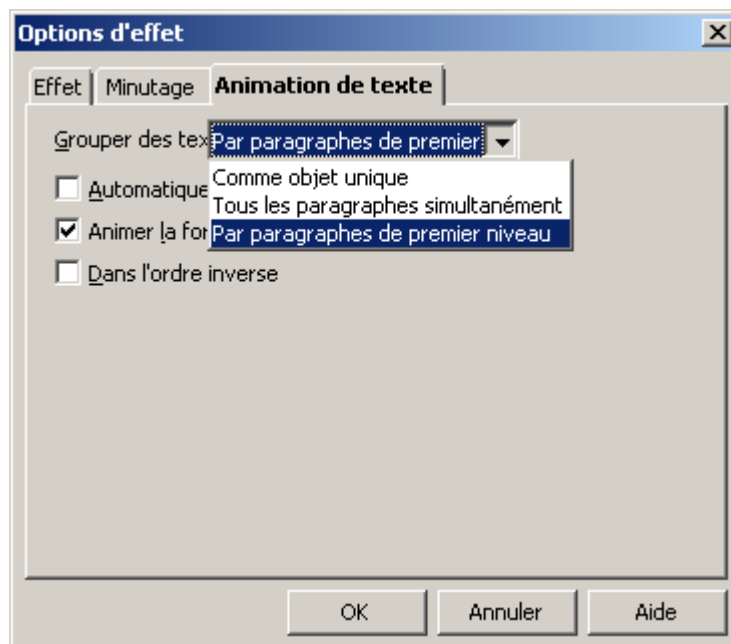 Options d'effet
Effet Minutage Animation de texte
Grouper des tex Par paragraphes de premier
Comme objet unique
Automatique
Tous les paragraphes simultanément
Animer la for Par paragraphes de premier niveau
Dans l'ordre inverse
OK Annuler Aide